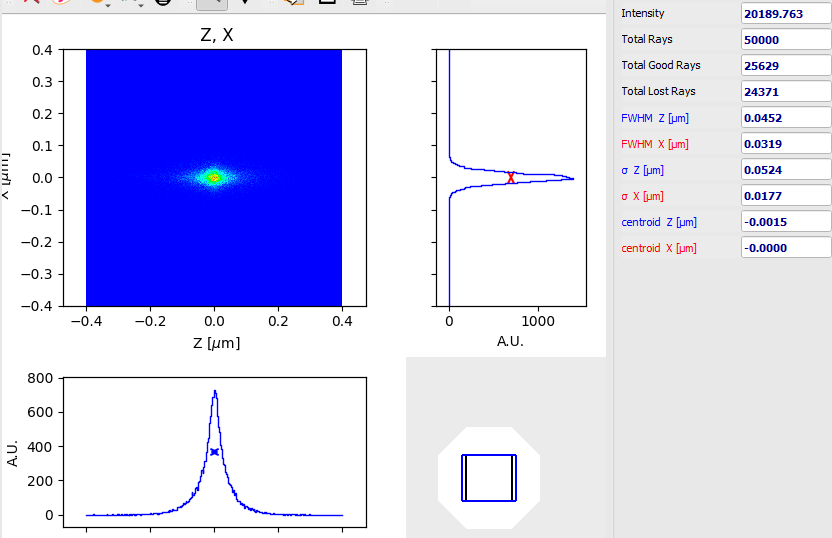 Intensity 20189.763
Total Rays 50000
Total Good Rays 25629
Total Lost Rays 24371
FWHM Z [μm] 0.0452
FWHM X [μm] 0.0319
σ Z [μm] 0.0524
σ X [μm] 0.0177
centroid Z [μm] -0.0015
centroid X [μm] -0.0000
Z, X
0.4
0.3
0.2
0.1
0.0
−0.1
−0.2
−0.3
−0.4
−0.4 −0.2 0.0 0.2 0.4
Z [μm]
0 1000
A.U.
800
600
400
200
0
A.U.